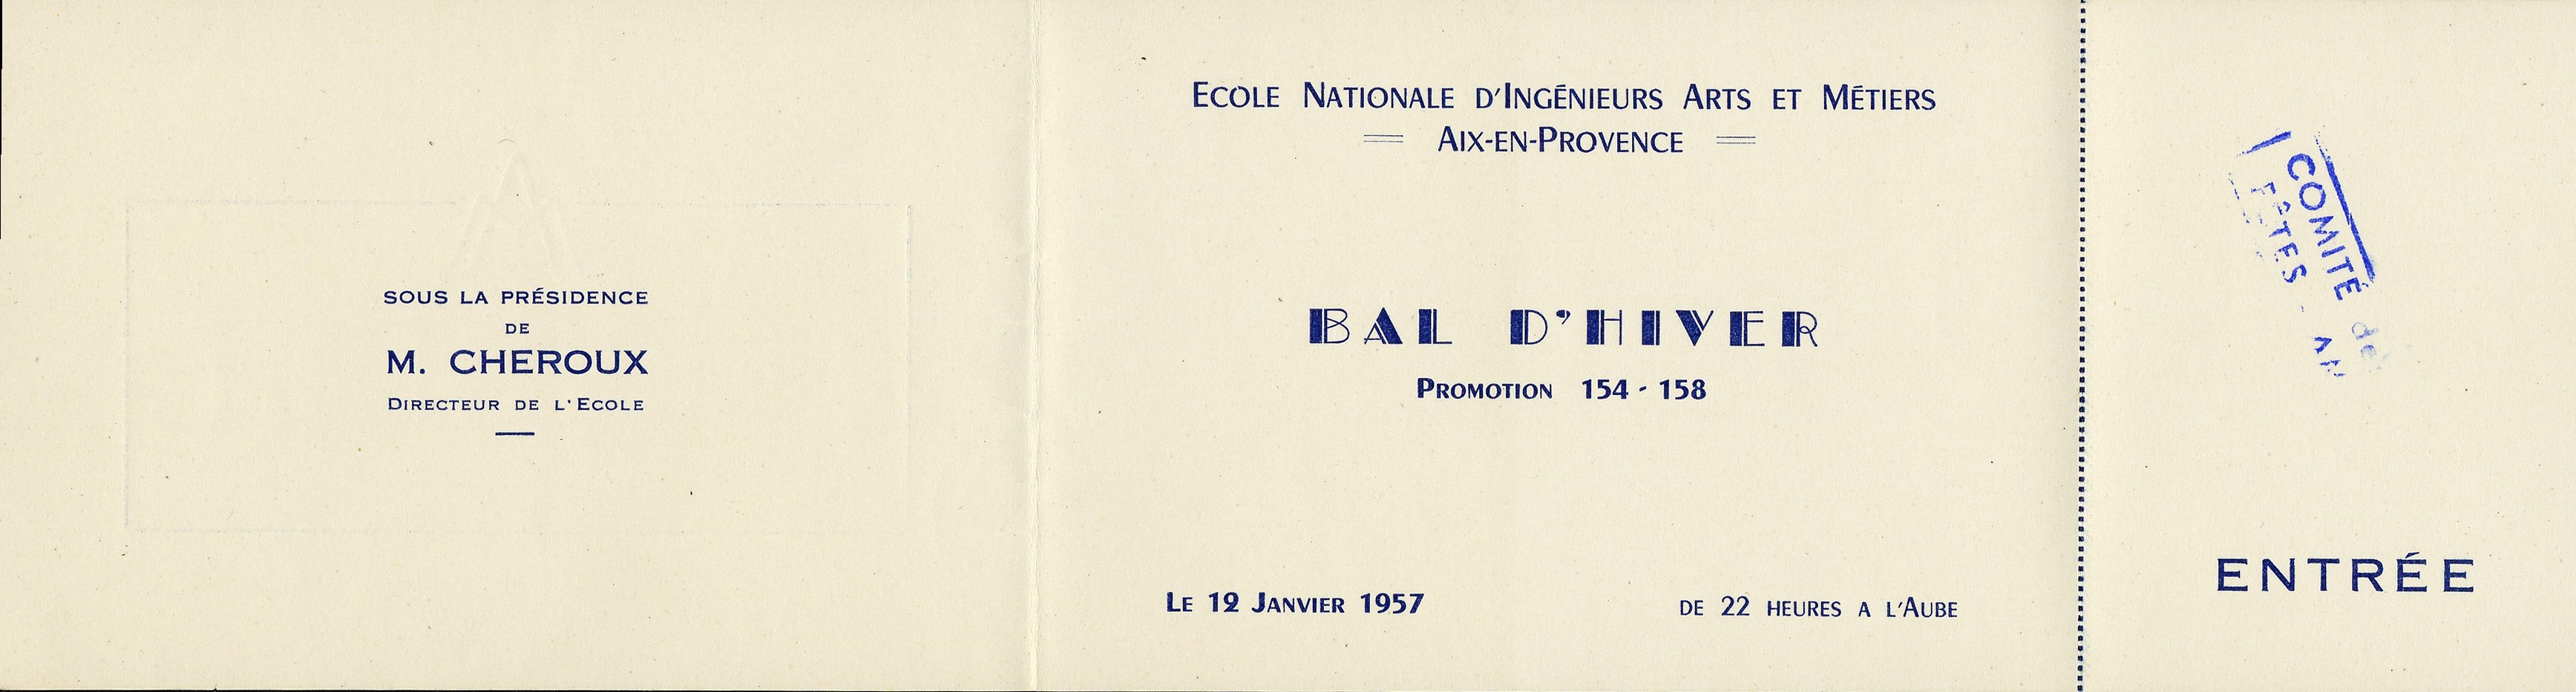 SOUS LA PRÉSIDENCE
DE
M. CHEROUX
DIRECTEUR DE L'ECOLE
ECOLE NATIONALE D'INGÉNIEURS ARTS ET MÉTIERS
AIX-EN-PROVENCE
BAL D'HIVER
PROMOTION 154 - 158
LE 12 JANVIER 1957
DE 22 HEURES A L'AUBE
COMITÉ des
FÊTES -
ENTRÉE